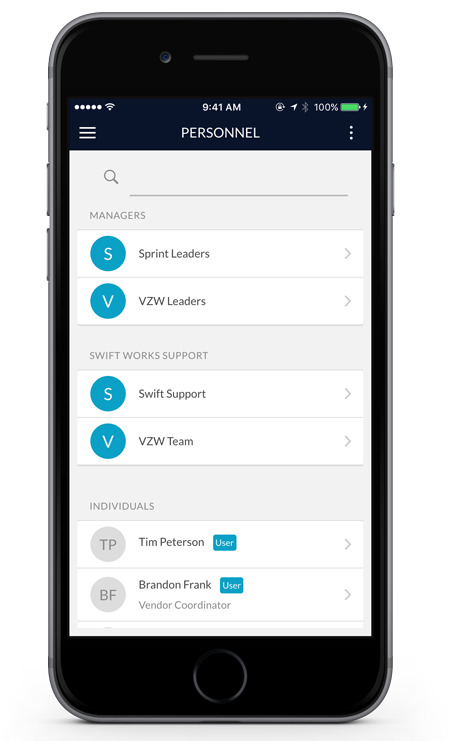 9:41 AM 100%
PERSONNEL
MANAGERS
S Sprint Leaders
V VZW Leaders
SWIFT WORKS SUPPORT
S Swift Support
V VZW Team
INDIVIDUALS
TP Tim Peterson User
BF Brandon Frank User
Vendor Coordinator